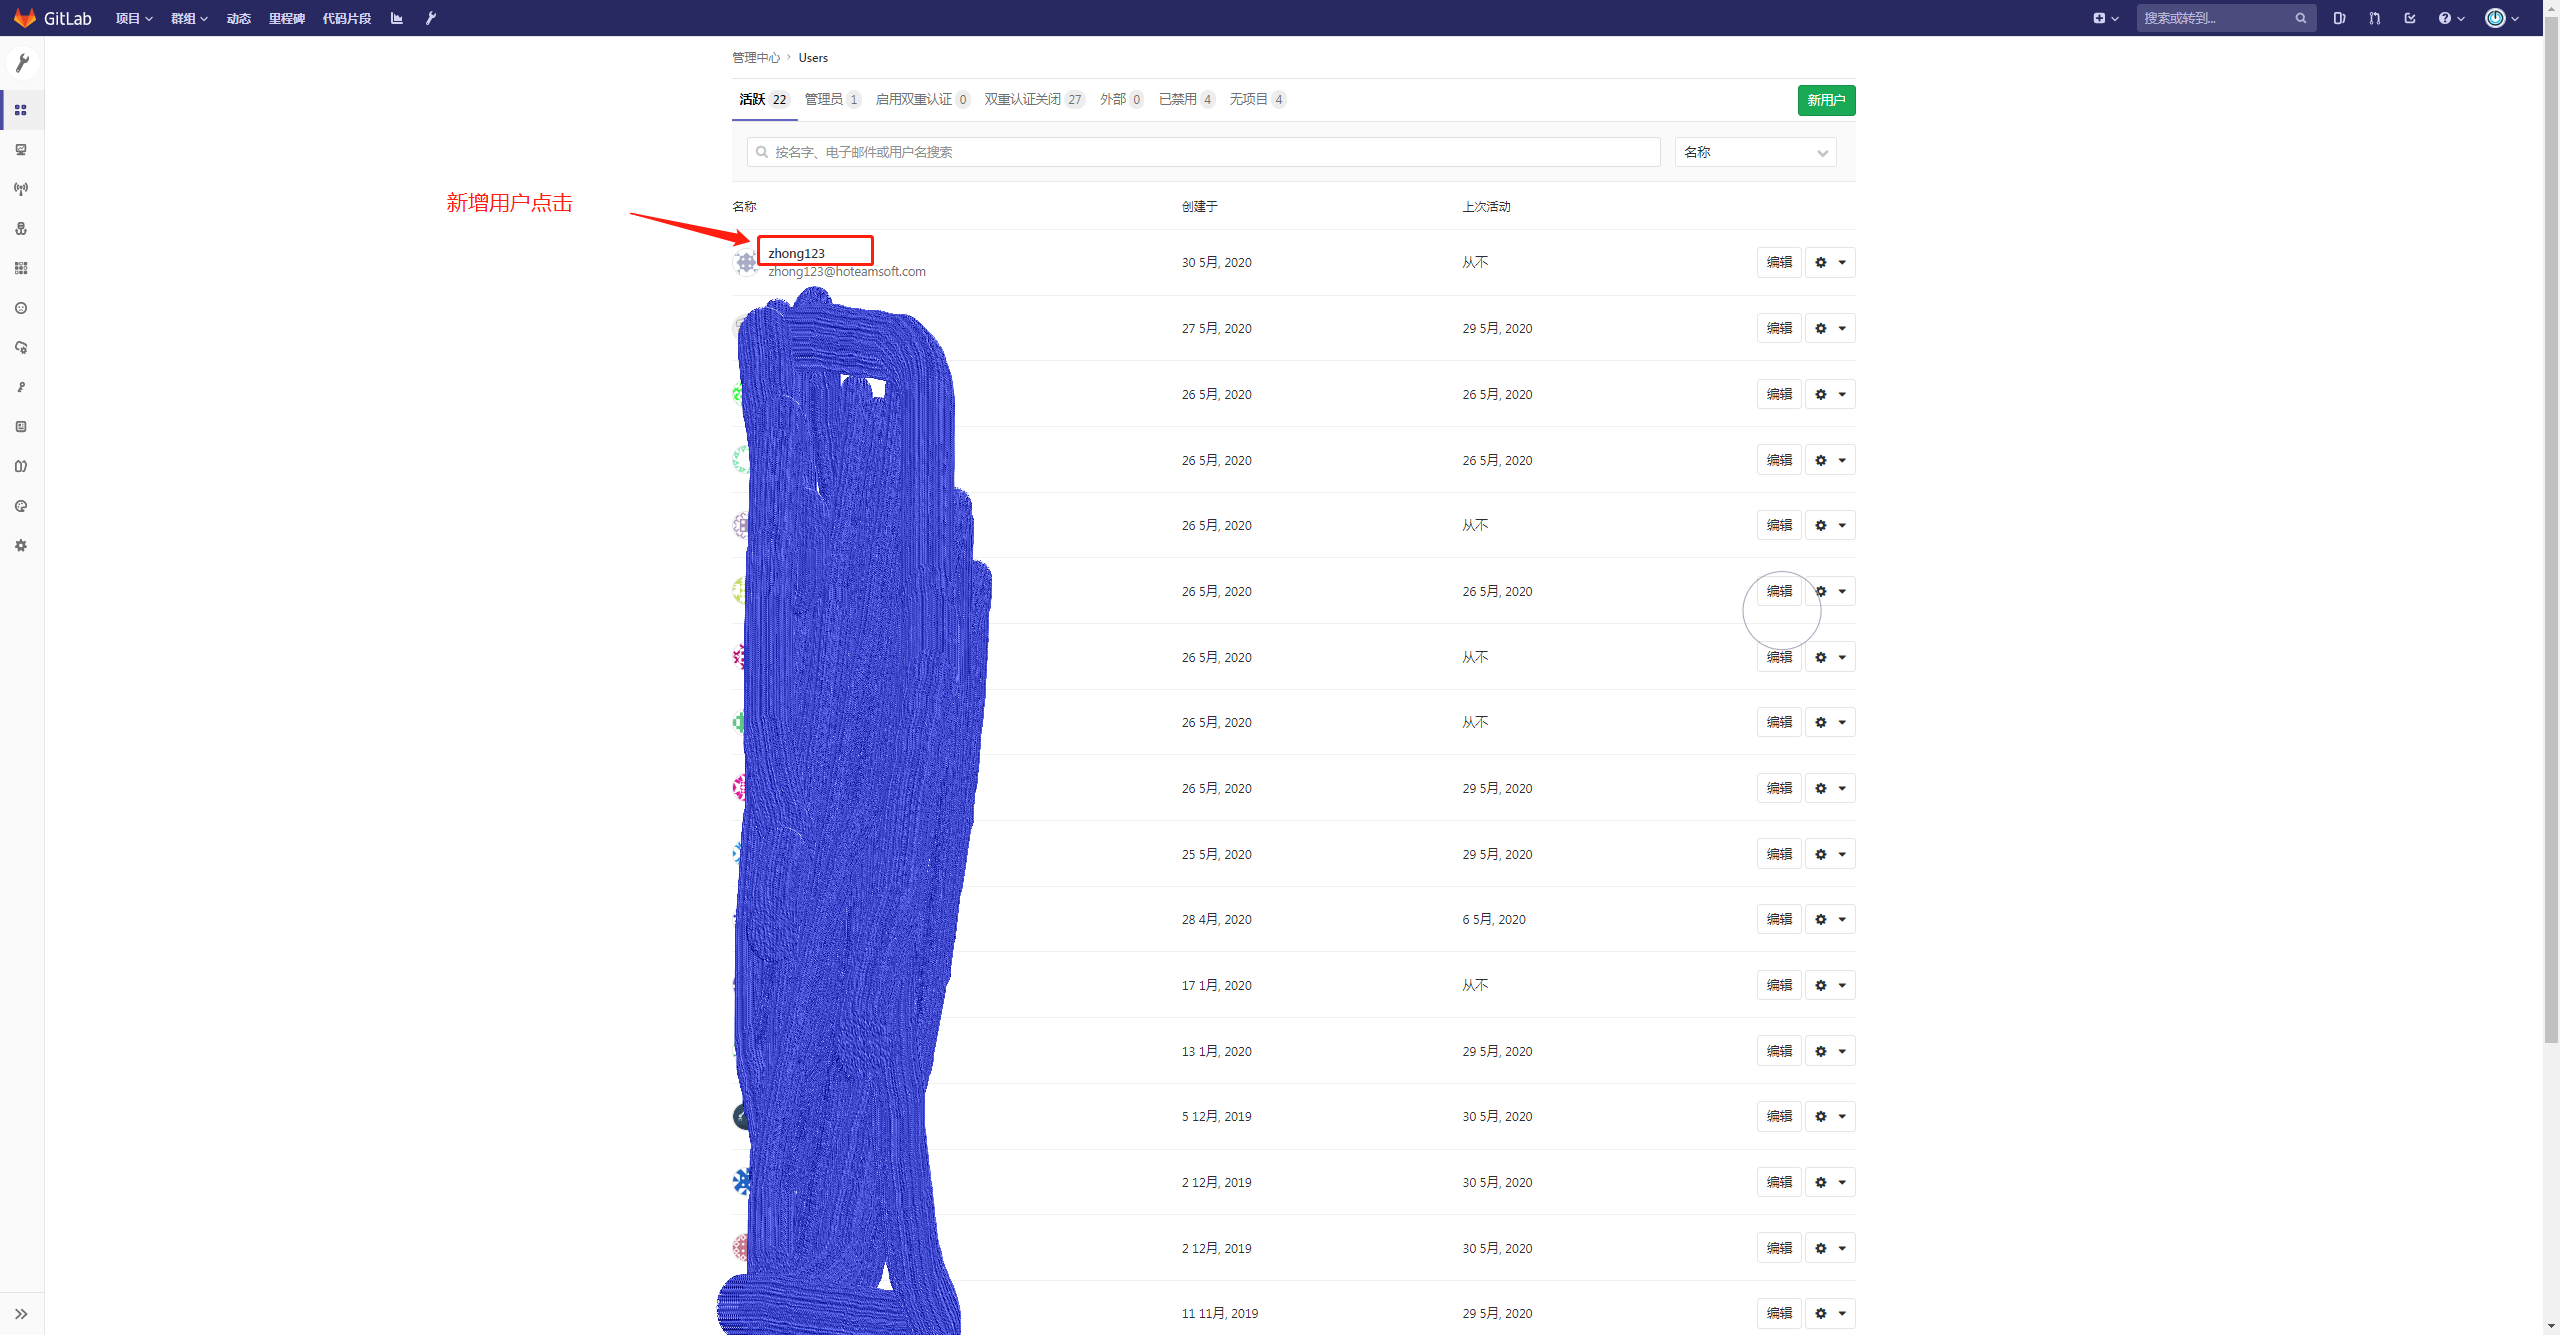 GitLab 项目 群组 动态 里程碑 代码片段 搜索或转到...
管理中心 › Users
活跃 22 管理员 1 启用双重认证 0 双重认证关闭 27 外部 0 已禁用 4 无项目 4 新用户
按名字、电子邮件或用户名搜索 名称
新增用户点击
名称 创建于 上次活动
zhong123
zhong123@hoteamsoft.com
30 5月, 2020 从不 编辑
27 5月, 2020 29 5月, 2020 编辑
26 5月, 2020 26 5月, 2020 编辑
26 5月, 2020 26 5月, 2020 编辑
26 5月, 2020 从不 编辑
26 5月, 2020 26 5月, 2020 编辑
26 5月, 2020 从不 编辑
26 5月, 2020 从不 编辑
26 5月, 2020 29 5月, 2020 编辑
25 5月, 2020 29 5月, 2020 编辑
28 4月, 2020 6 5月, 2020 编辑
17 1月, 2020 从不 编辑
13 1月, 2020 29 5月, 2020 编辑
5 12月, 2019 30 5月, 2020 编辑
2 12月, 2019 30 5月, 2020 编辑
2 12月, 2019 30 5月, 2020 编辑
11 11月, 2019 29 5月, 2020 编辑